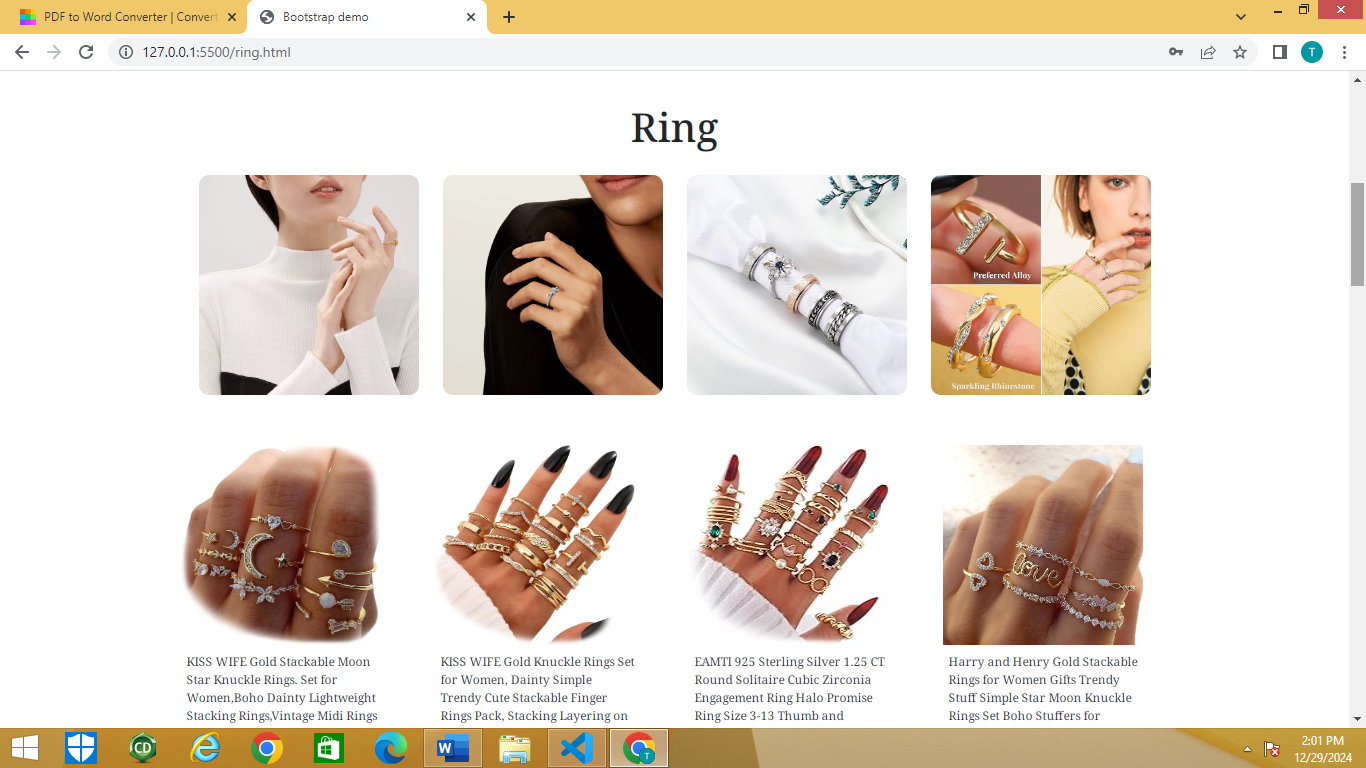 PDF to Word Converter | Convert
Bootstrap demo
127.0.0.1:5500/ring.html
T
Ring
Preferred Alloy
Sparkling Rhinestone
love
KISS WIFE Gold Stackable Moon
Star Knuckle Rings. Set for
Women,Boho Dainty Lightweight
Stacking Rings,Vintage Midi Rings
KISS WIFE Gold Knuckle Rings Set
for Women, Dainty Simple
Trendy Cute Stackable Finger
Rings Pack, Stacking Layering on
EAMTI 925 Sterling Silver 1.25 CT
Round Solitaire Cubic Zirconia
Engagement Ring Halo Promise
Ring Size 3-13 Thumb and
Harry and Henry Gold Stackable
Rings for Women Gifts Trendy
Stuff Simple Star Moon Knuckle
Rings Set Boho Stuffers for
CD
W
T
2:01 PM
12/29/2024